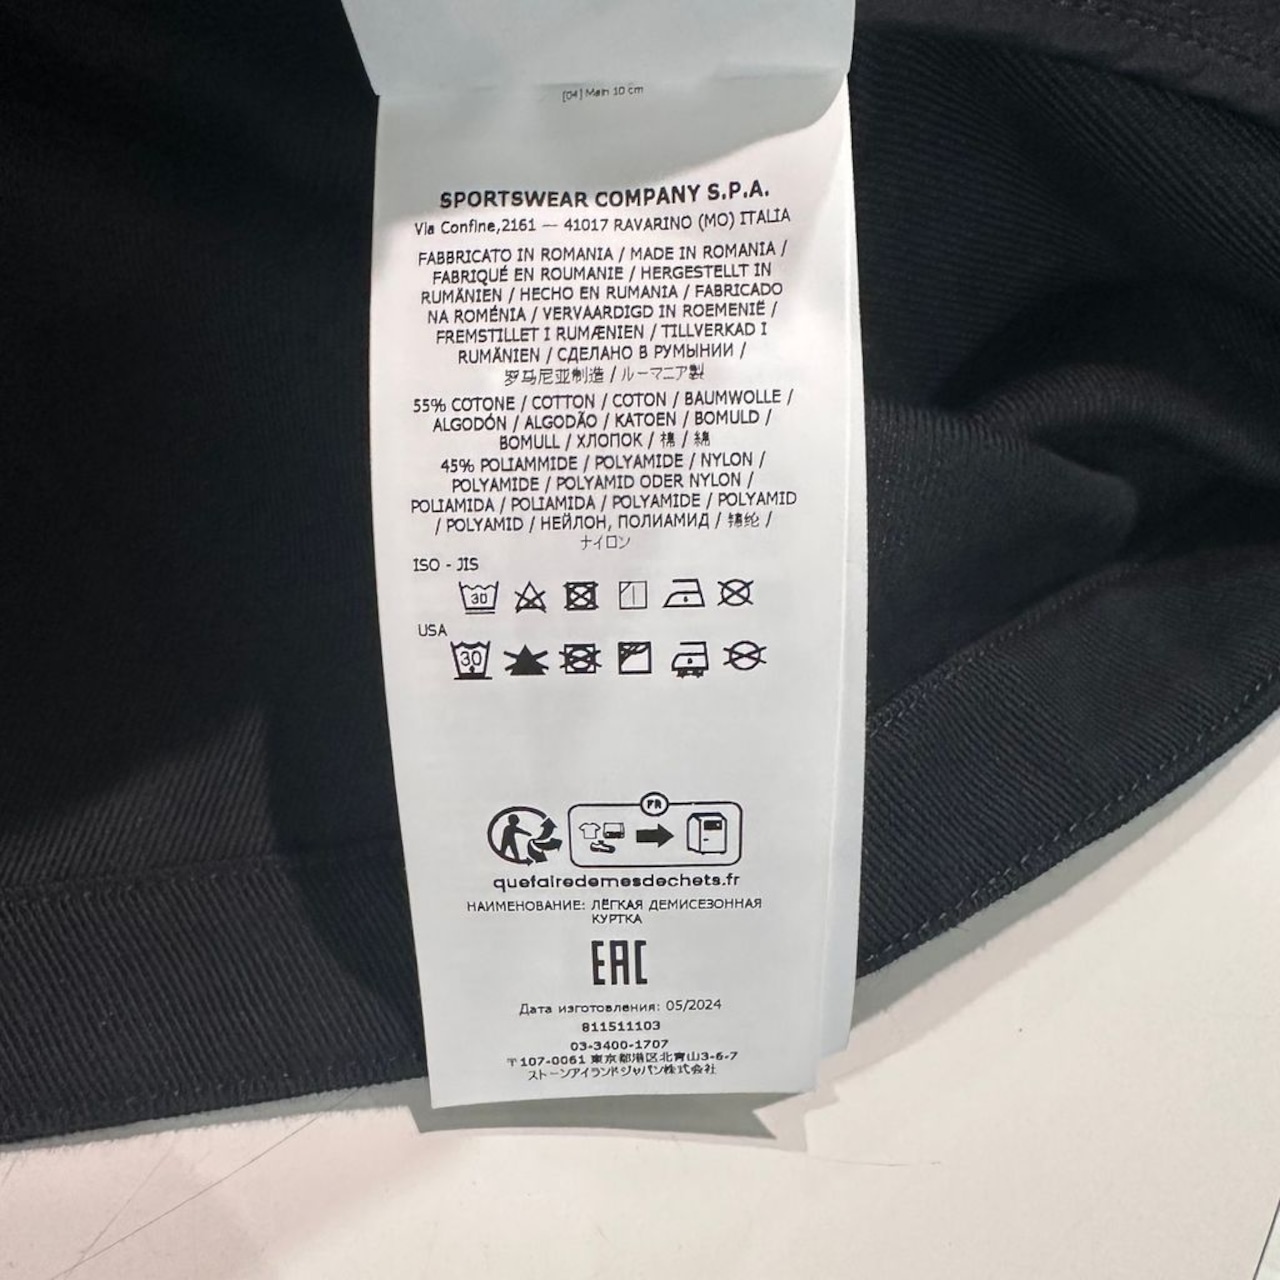 [04] Main 10 cm
SPORTSWEAR COMPANY S.P.A.
Via Confine,2161 — 41017 RAVARINO (MO) ITALIA
FABBRICATO IN ROMANIA / MADE IN ROMANIA /
FABRIQUÉ EN ROUMANIE / HERGESTELLT IN
RUMÄNIEN / HECHO EN RUMANIA / FABRICADO
NA ROMÉNIA / VERVAARDIGD IN ROEMENIË /
FREMSTILLET I RUMÆNIEN / TILLVERKAD I
RUMÄNIEN / СДЕЛАНО В РУМЫНИИ /
罗马尼亚制造 / ルーマニア製
55% COTONE / COTTON / COTON / BAUMWOLLE /
ALGODÓN / ALGODÃO / KATOEN / BOMULD /
BOMULL / ХЛОПОК / 棉 / 綿
45% POLIAMMIDE / POLYAMIDE / NYLON /
POLYAMIDE / POLYAMID ODER NYLON /
POLIAMIDA / POLIAMIDA / POLYAMIDE / POLYAMID
/ POLYAMID / НЕЙЛОН, ПОЛИАМИД / 锦纶 /
ナイロン
ISO - JIS
30
USA
30
FR
quefairedemesdechets.fr
НАИМЕНОВАНИЕ: ЛЁГКАЯ ДЕМИСЕЗОННАЯ
КУРТКА
EAC
Дата изготовления: 05/2024
811511103
03-3400-1707
〒107-0061 東京都港区北青山3-6-7
ストーンアイランドジャパン株式会社